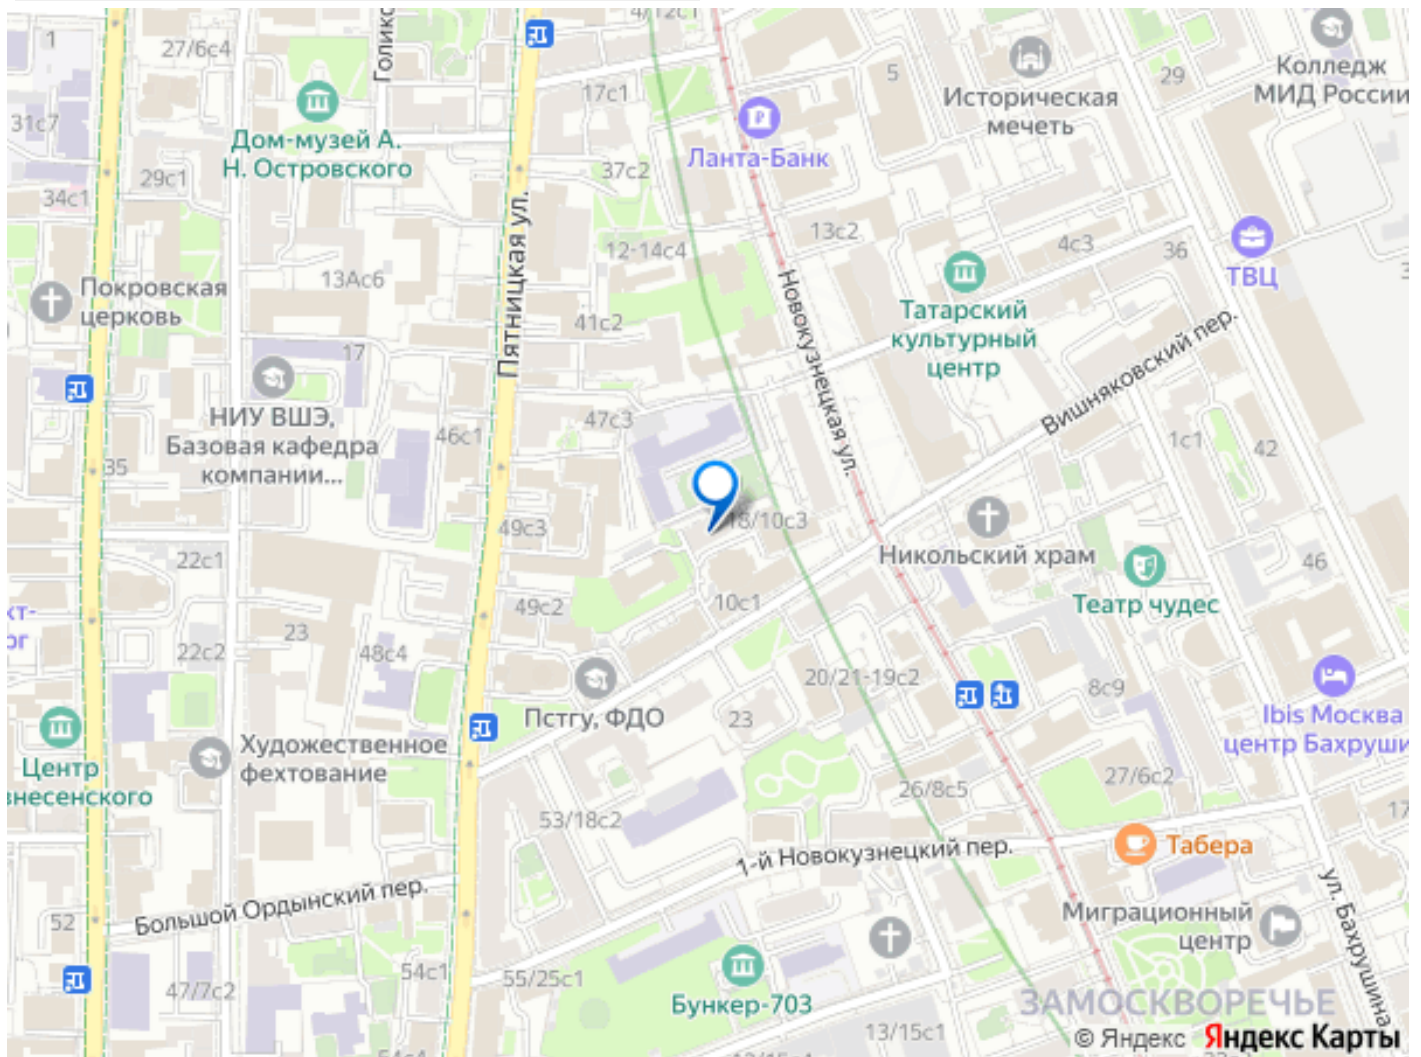 4/12с1
1
27/6с4
Голикс
5
29
Колледж
МИД России
17с1
Историческая
мечеть
31с7
Дом-музей А.
Н. Островского
Ланта-Банк
37с2
29с1
34с1
Пятницкая ул.
13с2
12-14с4
4с3
36
ТВЦ
13Ас6
Покровская
церковь
Новокузнецкая ул.
Татарский
культурный
центр
41с2
17
Вишняковский пер.
НИУ ВШЭ,
Базовая кафедра
компании...
47с3
46с1
1с1
42
35
49с3
18/10с3
Никольский храм
22с1
46
Театр чудес
10с1
49с2
кт-
ог
23
22с2
48с4
20/21-19с2
8с9
Пстгу, ФДО
23
Ibis Москва
центр Бахруши
Художественное
фехтование
Центр
внесенского
27/6с2
26/8с5
17
53/18с2
Табера
1-й Новокузнецкий пер.
Большой Ордынский пер.
52
ул. Бахрушина
Миграционный
центр
54с1
55/25с1
47/7с2
Бункер-703
ЗАМОСКВОРЕЧЬЕ
13/15с1
© Яндекс Яндекс Карты